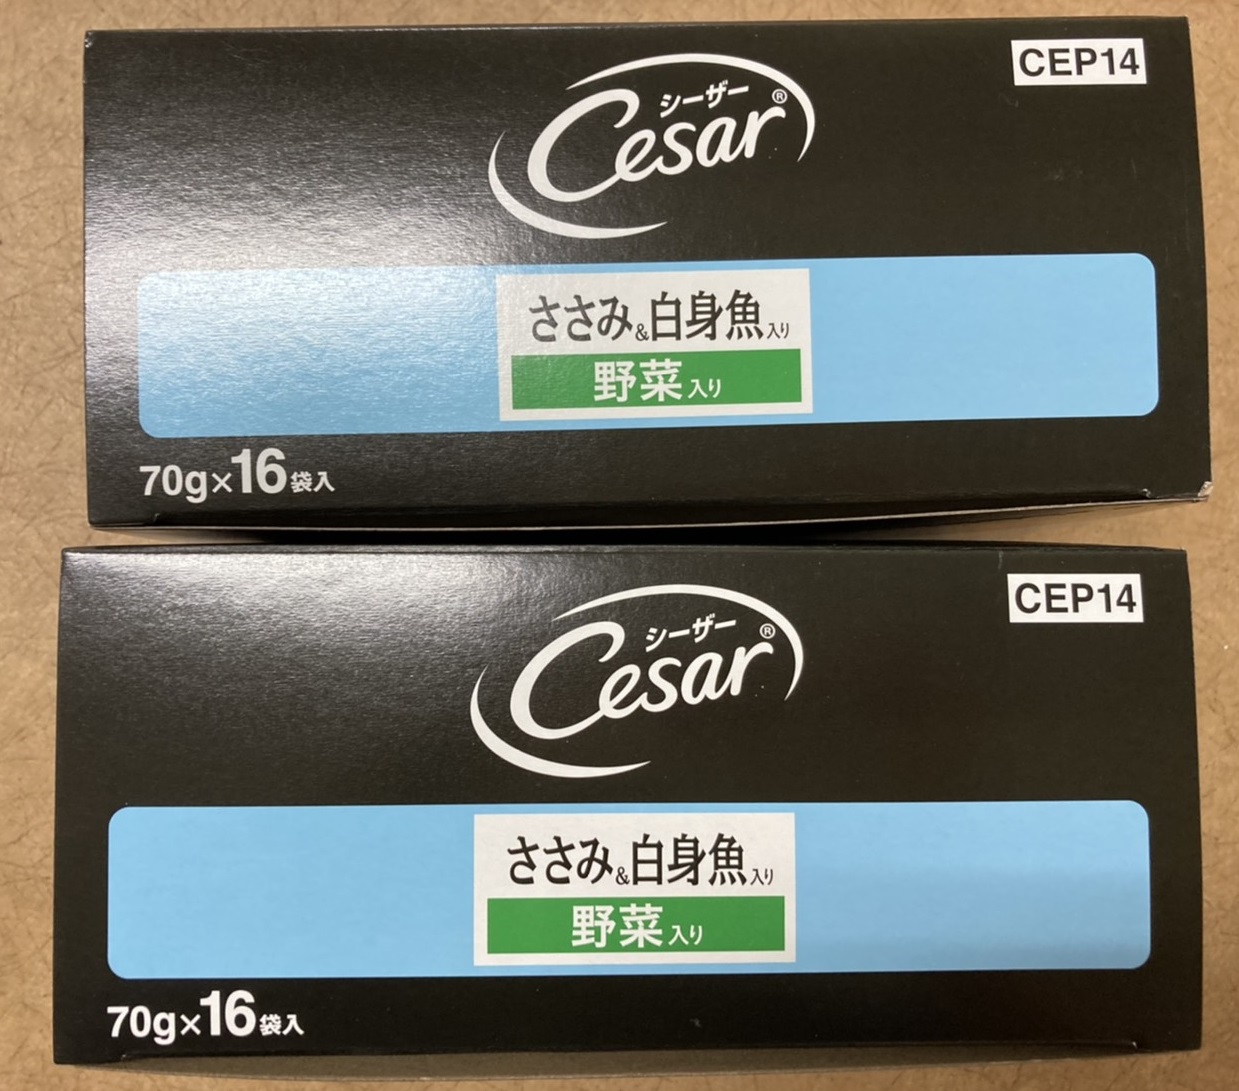 CEP14
シーザー
Cesar®
ささみ&白身魚入り
野菜入り
70g×16袋入
CEP14
シーザー
Cesar®
ささみ&白身魚入り
野菜入り
70g×16袋入